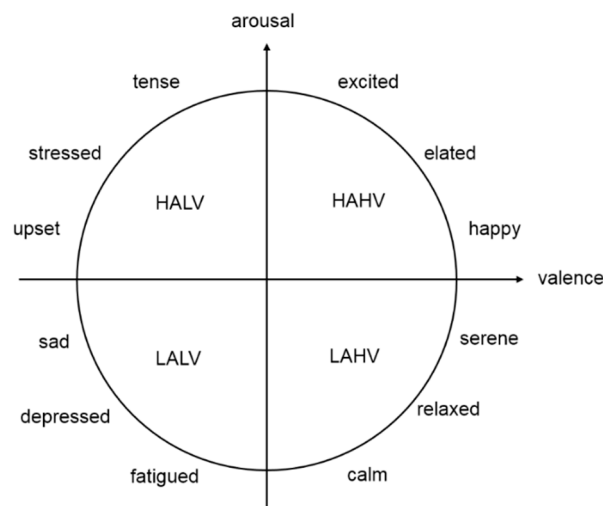 arousal
tense
excited
stressed
elated
HALV
HAHV
upset
happy
valence
sad
serene
LALV
LAHV
depressed
relaxed
fatigued
calm